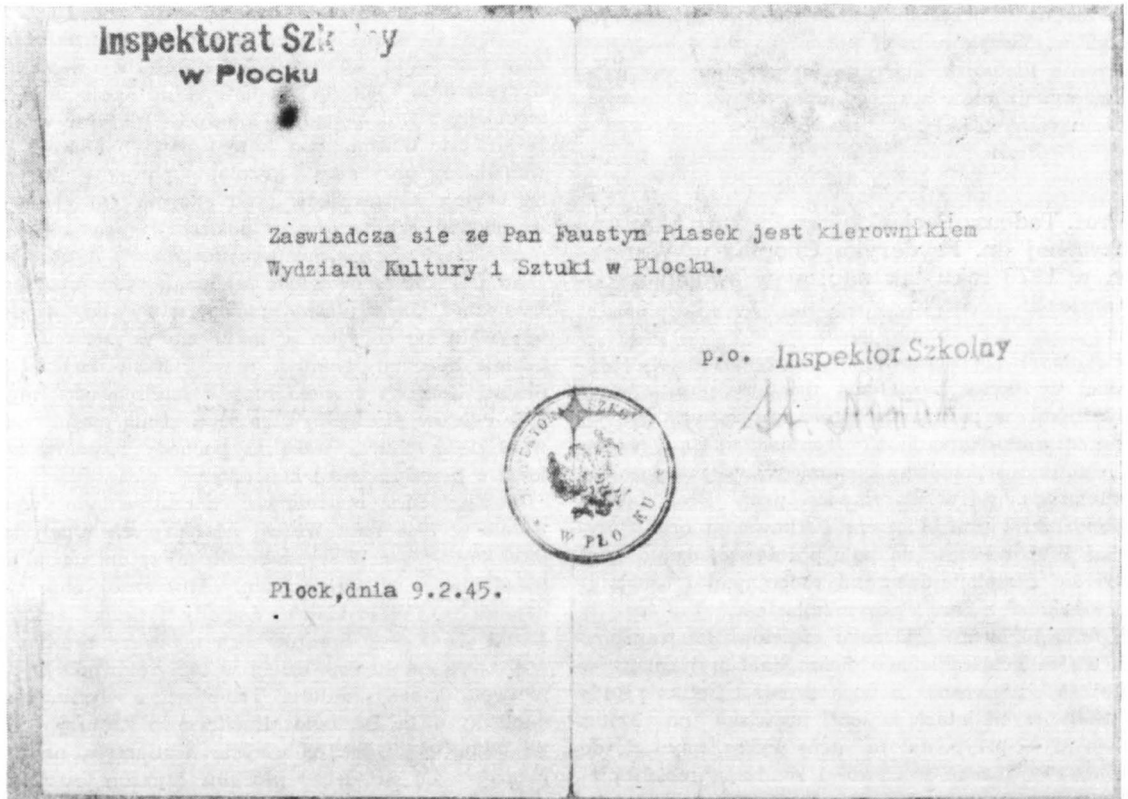 Inspektorat Szk y
w Płocku
Zaswiadcza sie ze Pan Faustyn Piasek jest kierownikiem
Wydzialu Kultury i Sztuki w Plocku.
p.o. Inspektor Szkolny
W PŁO KU
Plock,dnia 9.2.45.